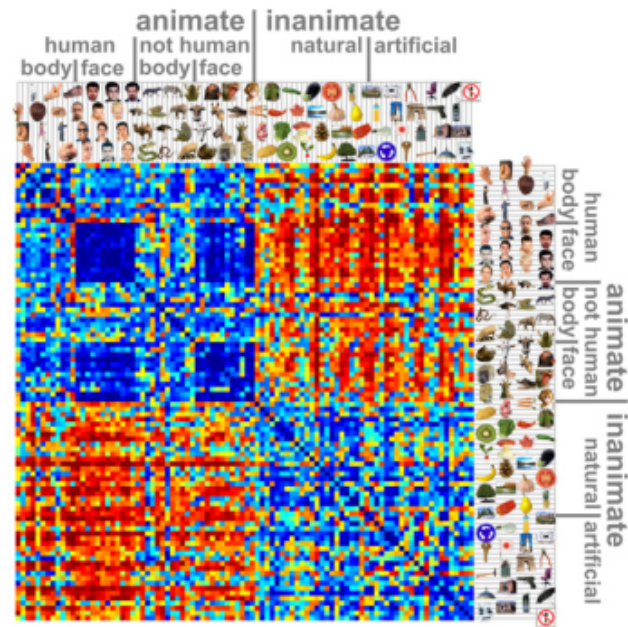 animate inanimate
human not human natural artificial
body face body face
human
body face
animate
not human
body face
inanimate
natural artificial